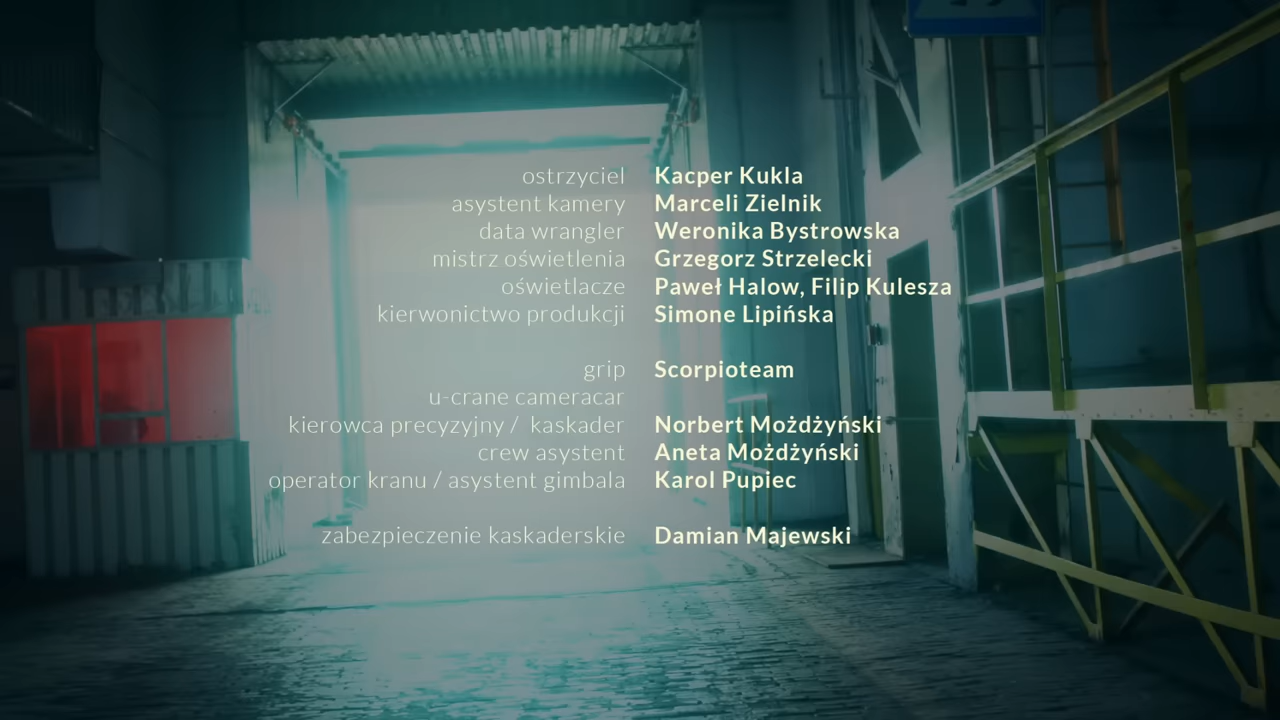 ostrzyciel Kacper Kukla
asystent kamery Marceli Zielnik
data wrangler Weronika Bystrowska
mistrz oświetlenia Grzegorz Strzelecki
oświetlacze Paweł Halow, Filip Kulesza
kierwonictwo produkcji Simone Lipińska
grip Scorpioteam
u-crane cameracar
kierowca precyzyjny / kaskader Norbert Możdżyński
crew asystent Aneta Możdżyński
operator kranu / asystent gimbala Karol Pupiec
zabezpieczenie kaskaderskie Damian Majewski